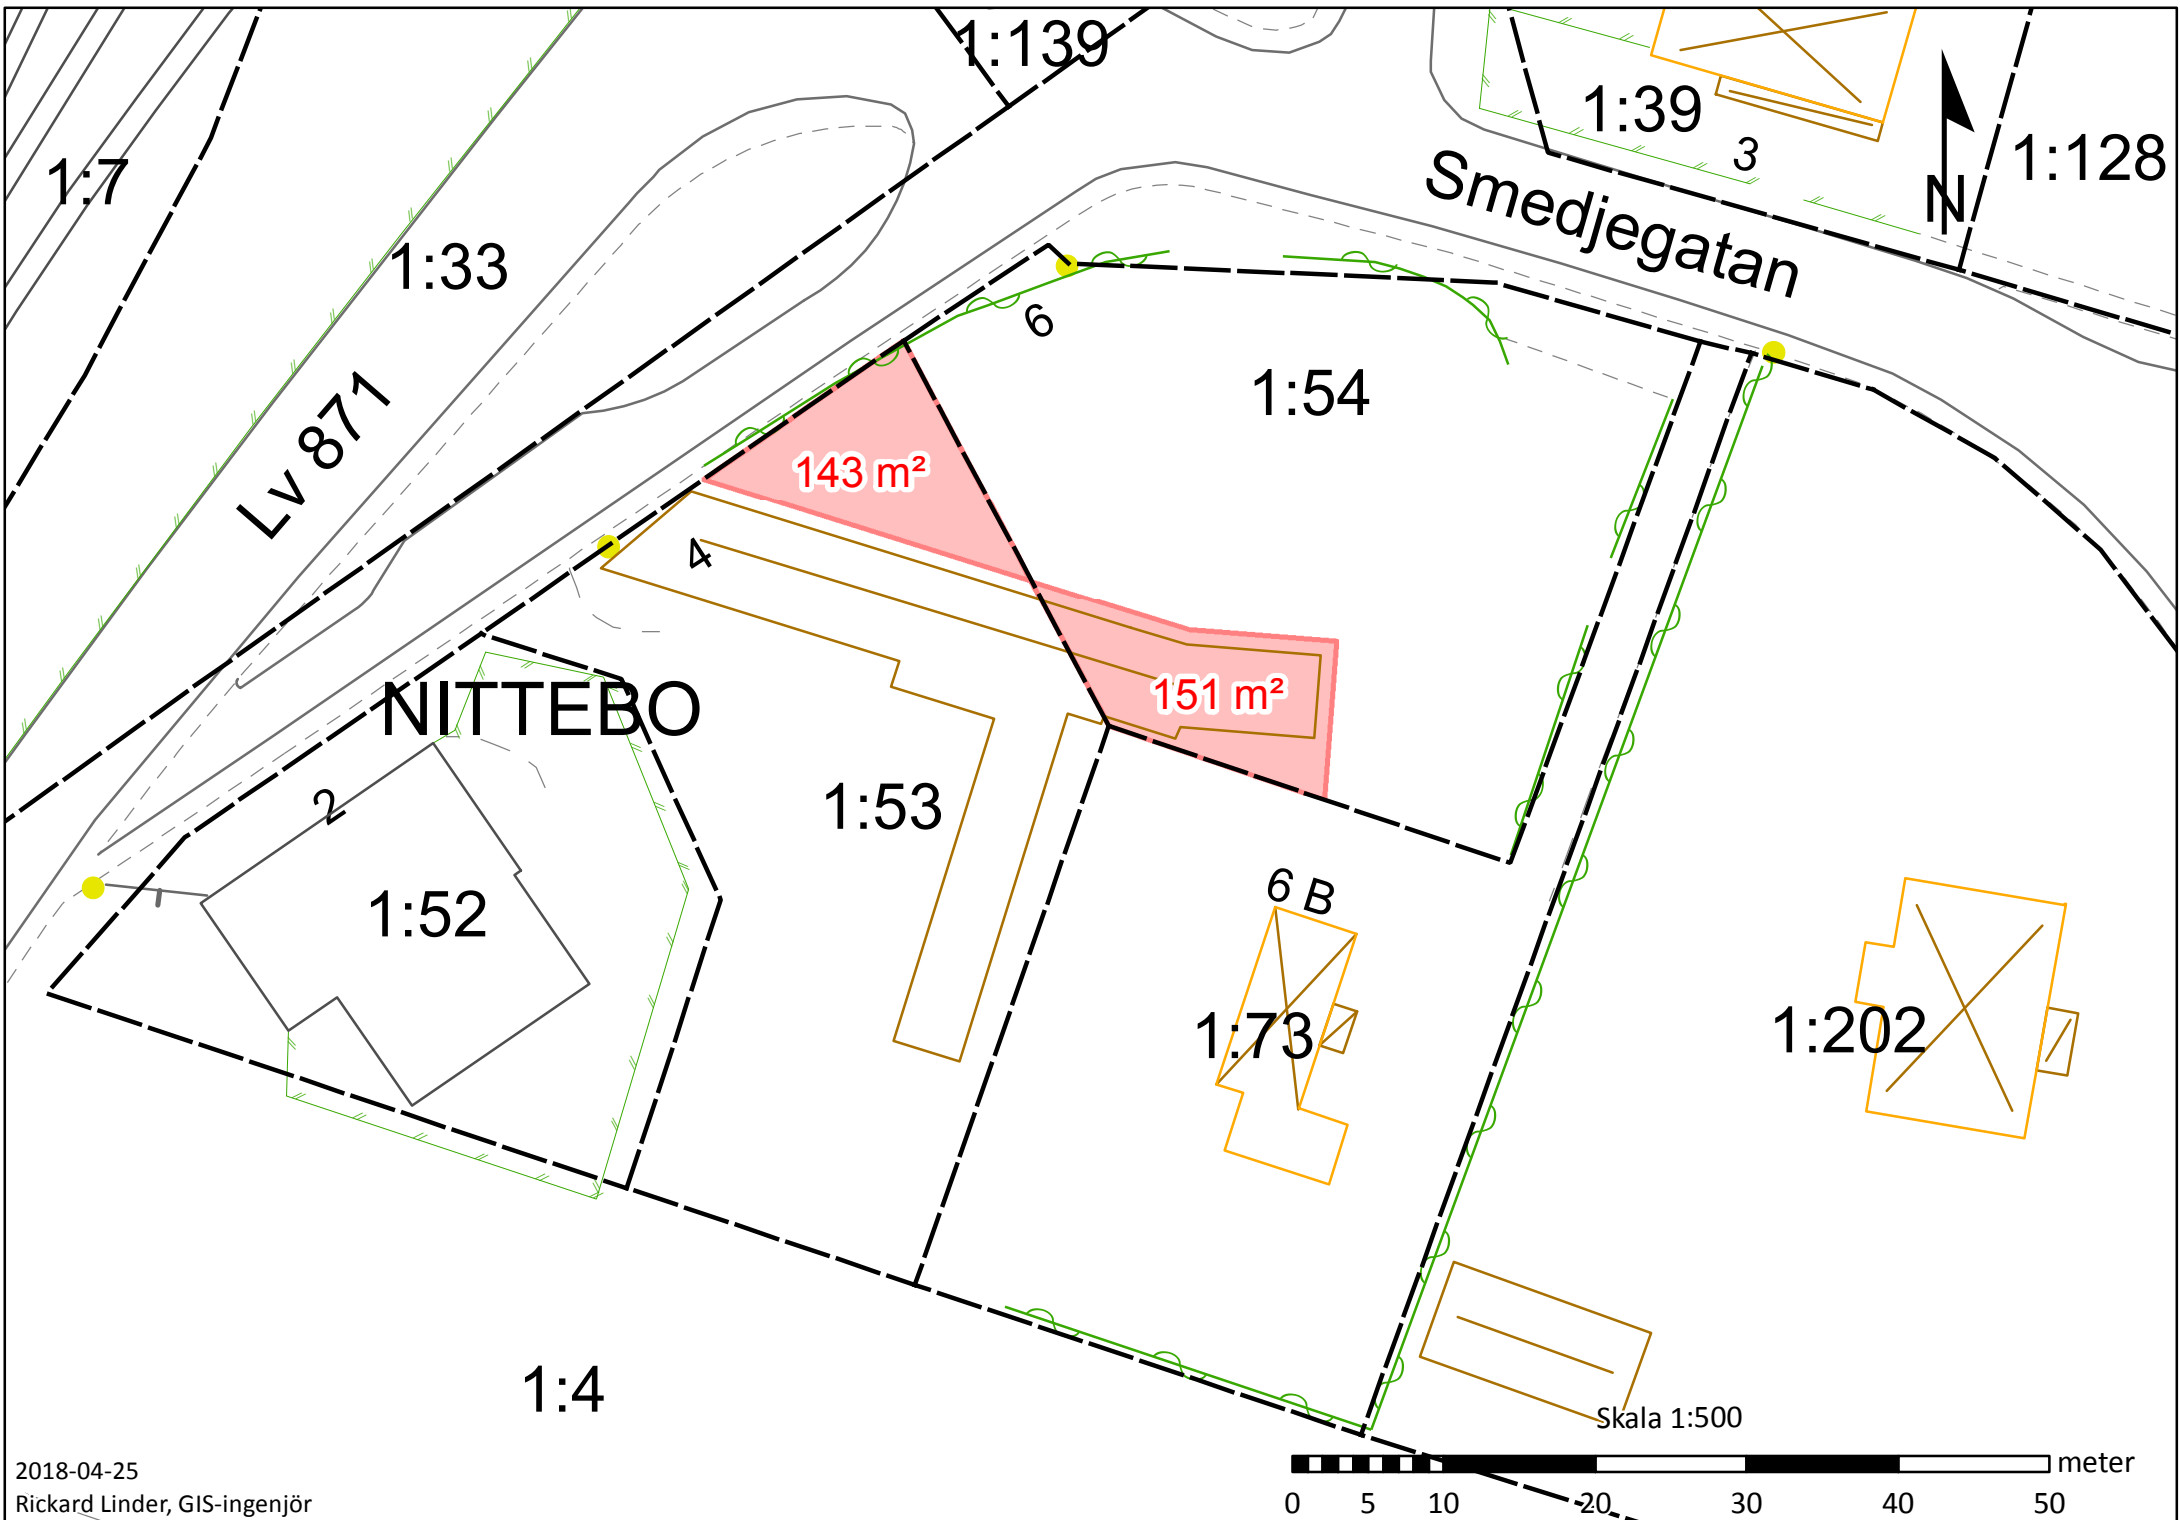 1:139
1:39
3
1:128
1:7
Smedjegatan
N
1:33
6
1:54
Lv 871
143 m²
4
151 m²
NITTEBO
2
1:53
6 B
1:52
1:73
1:202
1:4
Skala 1:500
meter
0 5 10 20 30 40 50
2018-04-25
Rickard Linder, GIS-ingenjör